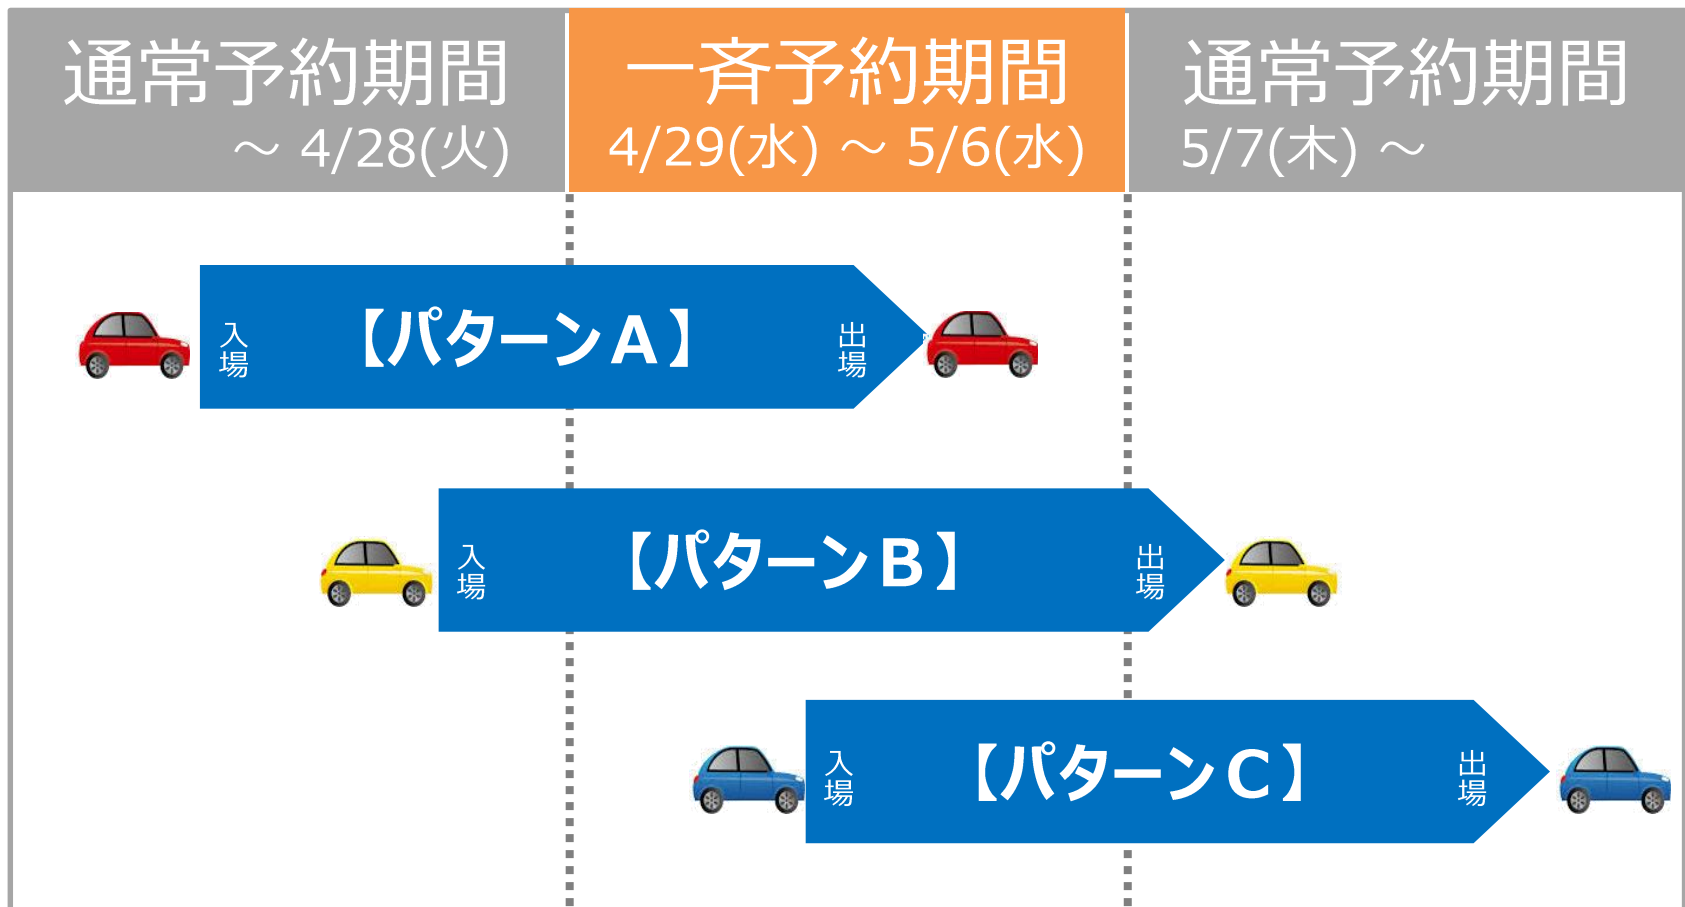 通常予約期間
～ 4/28(火)
一斉予約期間
4/29(水) ～ 5/6(水)
通常予約期間
5/7(木) ～
入場
【パターンA】
出場
入場
【パターンB】
出場
入場
【パターンC】
出場